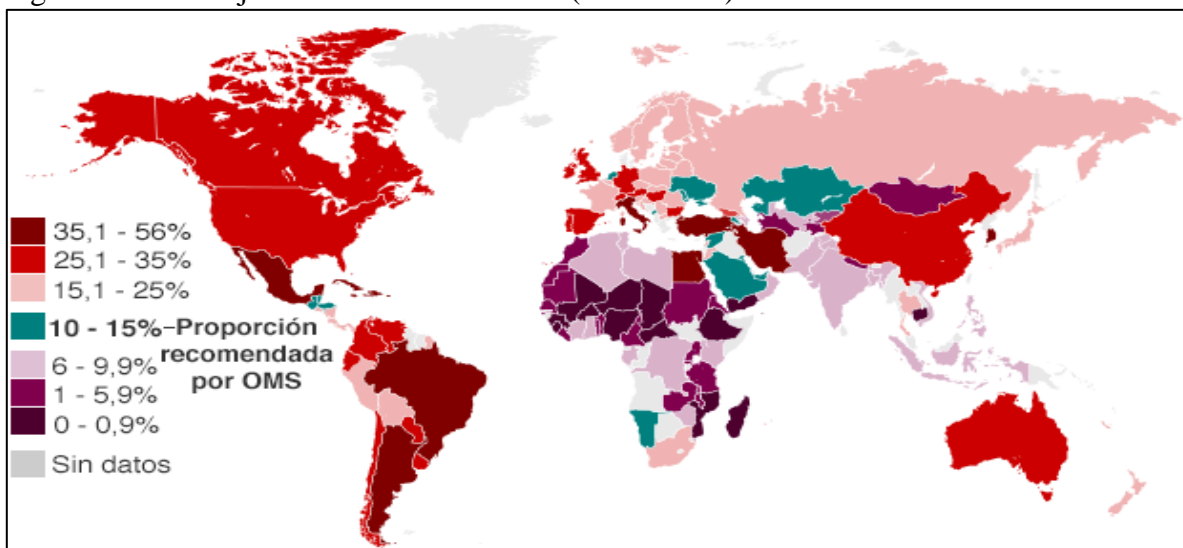 35,1 - 56%
25,1 - 35%
15,1 - 25%
10 - 15%-Proporción
recomendada
por OMS
6 - 9,9%
1 - 5,9%
0 - 0,9%
Sin datos